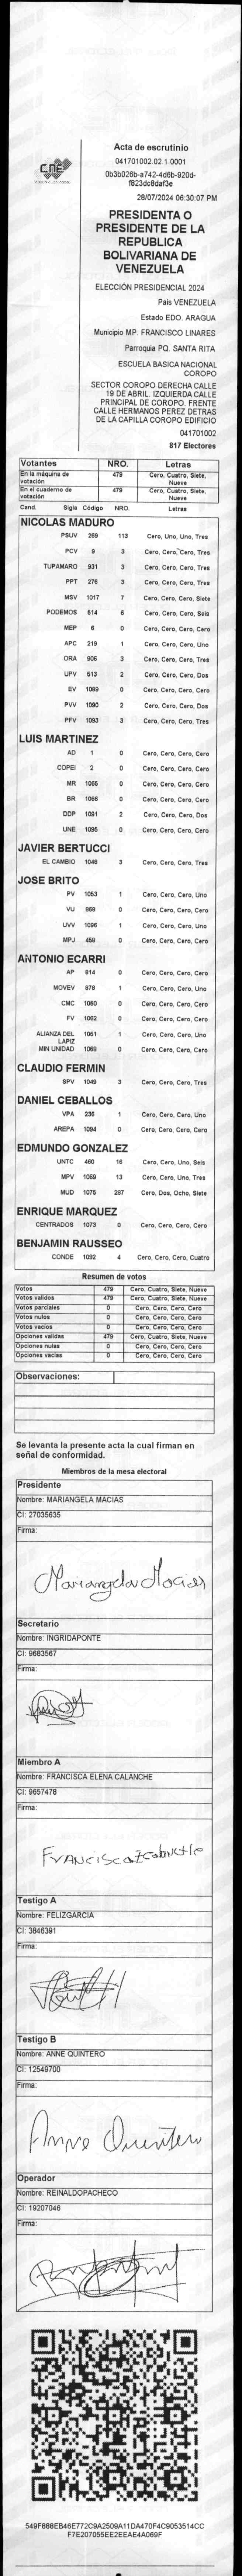 CNE
Acta de escrutinio
041701002.02.1.0001
0b3b026b-a742-4d6b-920d-
f823dc8daf3e
28/07/2024 06:30:07 PM
PRESIDENTA O
PRESIDENTE DE LA
REPUBLICA
BOLIVARIANA DE
VENEZUELA
ELECCIÓN PRESIDENCIAL 2024
Pais VENEZUELA
Estado EDO. ARAGUA
Municipio MP. FRANCISCO LINARES
Parroquia PQ. SANTA RITA
ESCUELA BASICA NACIONAL
COROPO
SECTOR COROPO DERECHA CALLE
19 DE ABRIL. IZQUIERDA CALLE
PRINCIPAL DE COROPO. FRENTE
CALLE HERMANOS PEREZ DETRAS
DE LA CAPILLA COROPO EDIFICIO
041701002
817 Electores
Votantes NRO. Letras
En la máquina de votación 479 Cero, Cuatro, Siete, Nueve
En el cuaderno de votación 479 Cero, Cuatro, Siete, Nueve
Cand. Sigla Código NRO. Letras
NICOLAS MADURO
PSUV 269 113 Cero, Uno, Uno, Tres
PCV 9 3 Cero, Cero, Cero, Tres
TUPAMARO 931 3 Cero, Cero, Cero, Tres
PPT 276 3 Cero, Cero, Cero, Tres
MSV 1017 7 Cero, Cero, Cero, Siete
PODEMOS 514 6 Cero, Cero, Cero, Seis
MEP 6 0 Cero, Cero, Cero, Cero
APC 219 1 Cero, Cero, Cero, Uno
ORA 906 3 Cero, Cero, Cero, Tres
UPV 513 2 Cero, Cero, Cero, Dos
EV 1089 0 Cero, Cero, Cero, Cero
PVV 1090 2 Cero, Cero, Cero, Dos
PFV 1093 3 Cero, Cero, Cero, Tres
LUIS MARTINEZ
AD 1 0 Cero, Cero, Cero, Cero
COPEI 2 0 Cero, Cero, Cero, Cero
MR 1065 0 Cero, Cero, Cero, Cero
BR 1066 0 Cero, Cero, Cero, Cero
DDP 1091 2 Cero, Cero, Cero, Dos
UNE 1095 0 Cero, Cero, Cero, Cero
JAVIER BERTUCCI
EL CAMBIO 1048 3 Cero, Cero, Cero, Tres
JOSE BRITO
PV 1053 1 Cero, Cero, Cero, Uno
VU 868 0 Cero, Cero, Cero, Cero
UVV 1096 1 Cero, Cero, Cero, Uno
MPJ 458 0 Cero, Cero, Cero, Cero
ANTONIO ECARRI
AP 814 0 Cero, Cero, Cero, Cero
MOVEV 878 1 Cero, Cero, Cero, Uno
CMC 1050 0 Cero, Cero, Cero, Cero
FV 1062 0 Cero, Cero, Cero, Cero
ALIANZA DEL LAPIZ 1051 1 Cero, Cero, Cero, Uno
MIN UNIDAD 1068 0 Cero, Cero, Cero, Cero
CLAUDIO FERMIN
SPV 1049 3 Cero, Cero, Cero, Tres
DANIEL CEBALLOS
VPA 236 1 Cero, Cero, Cero, Uno
AREPA 1094 0 Cero, Cero, Cero, Cero
EDMUNDO GONZALEZ
UNTC 460 16 Cero, Cero, Uno, Seis
MPV 1069 13 Cero, Cero, Uno, Tres
MUD 1075 287 Cero, Dos, Ocho, Siete
ENRIQUE MARQUEZ
CENTRADOS 1073 0 Cero, Cero, Cero, Cero
BENJAMIN RAUSSEO
CONDE 1092 4 Cero, Cero, Cero, Cuatro
Resumen de votos
Votos 479 Cero, Cuatro, Siete, Nueve
Votos validos 479 Cero, Cuatro, Siete, Nueve
Votos parciales 0 Cero, Cero, Cero, Cero
Votos nulos 0 Cero, Cero, Cero, Cero
Votos vacios 0 Cero, Cero, Cero, Cero
Opciones validas 479 Cero, Cuatro, Siete, Nueve
Opciones nulas 0 Cero, Cero, Cero, Cero
Opciones vacias 0 Cero, Cero, Cero, Cero
Observaciones:
Se levanta la presente acta la cual firman en
señal de conformidad.
Miembros de la mesa electoral
Presidente
Nombre: MARIANGELA MACIAS
CI: 27035635
Firma:
Mariangela Macias
Secretario
Nombre: INGRIDAPONTE
CI: 9683567
Firma:
Miembro A
Nombre: FRANCISCA ELENA CALANCHE
CI: 9657478
Firma:
Testigo A
Nombre: FELIZGARCIA
CI: 3846391
Firma:
Testigo B
Nombre: ANNE QUINTERO
CI: 12549700
Firma:
Anne Quintero
Operador
Nombre: REINALDOPACHECO
CI: 19207046
Firma:
549F888EB46E772C9A2509A11DA470F4C9053514CC
F7E207055EE2EEAE4A069F